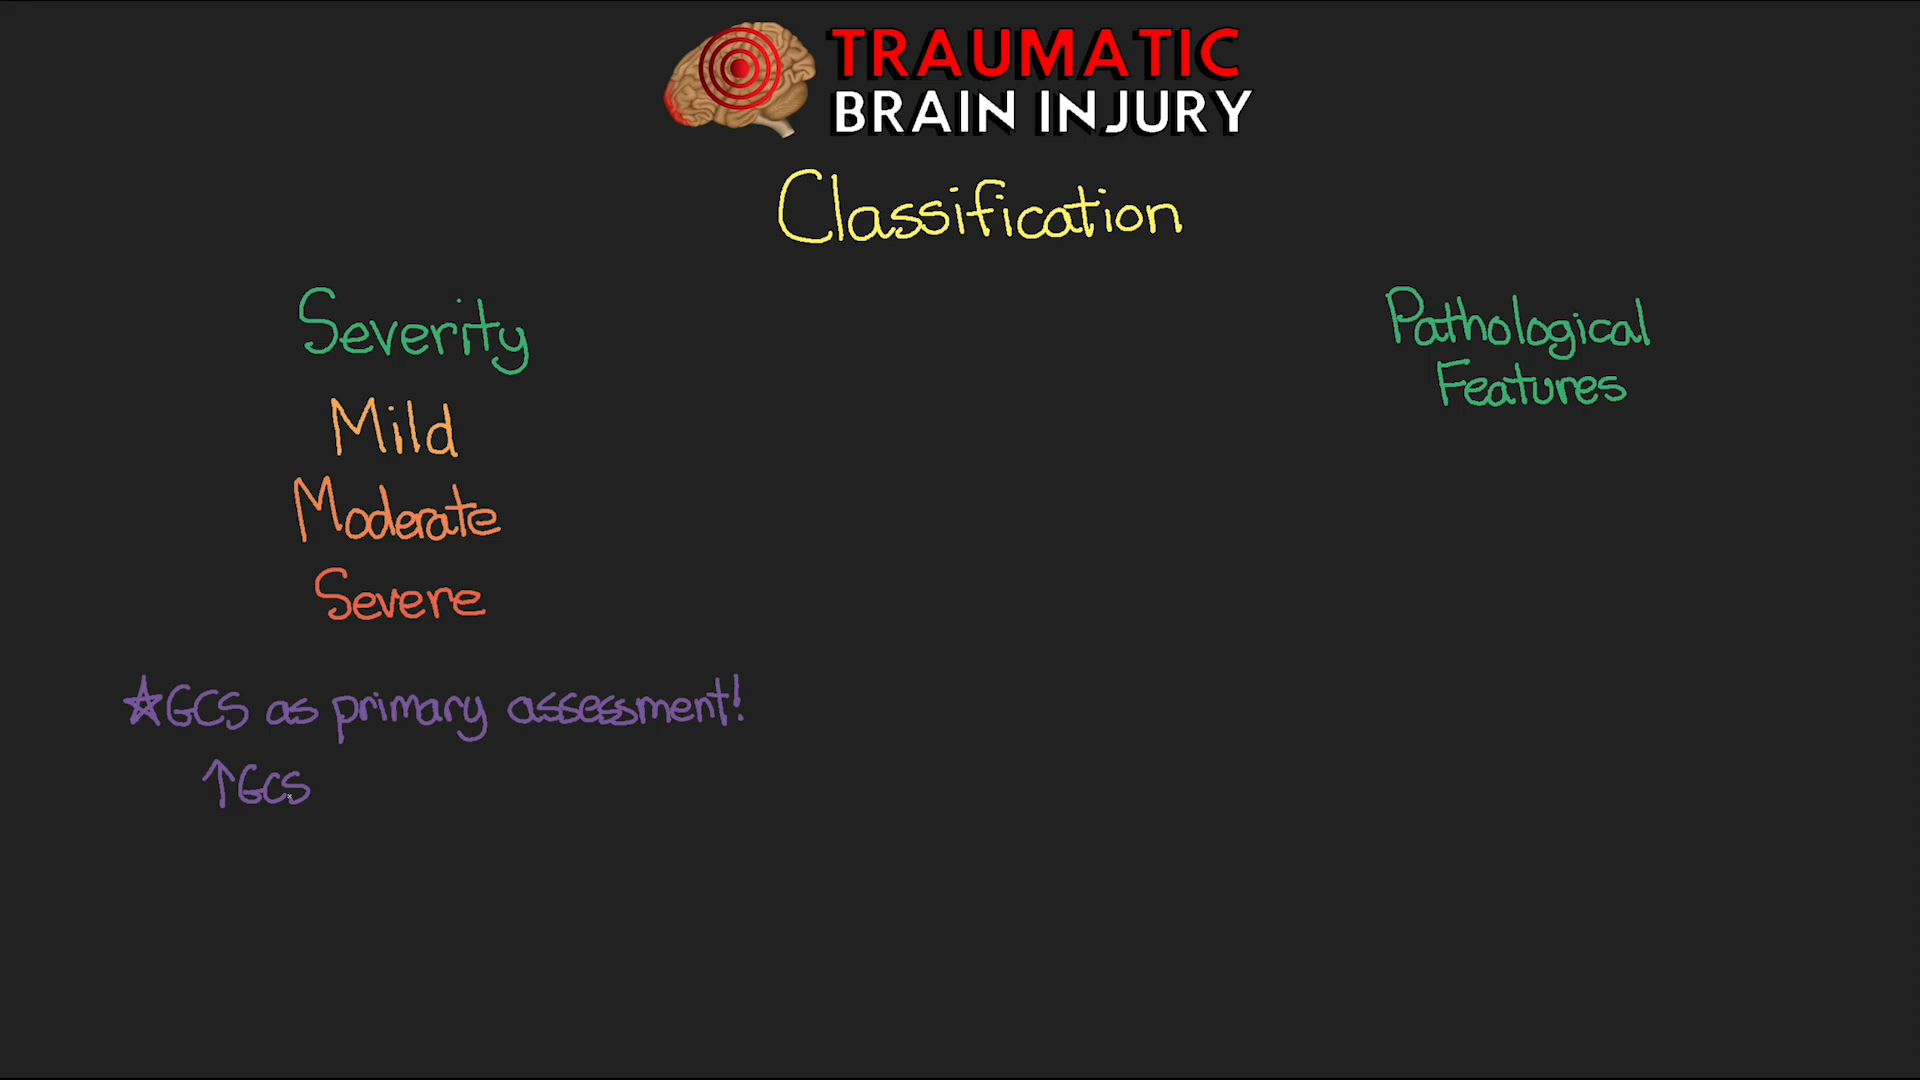 TRAUMATIC
BRAIN INJURY
Classification
Severity
Mild
Moderate
Severe
☆GCS as primary assessment!
↑GCS
Pathological
Features